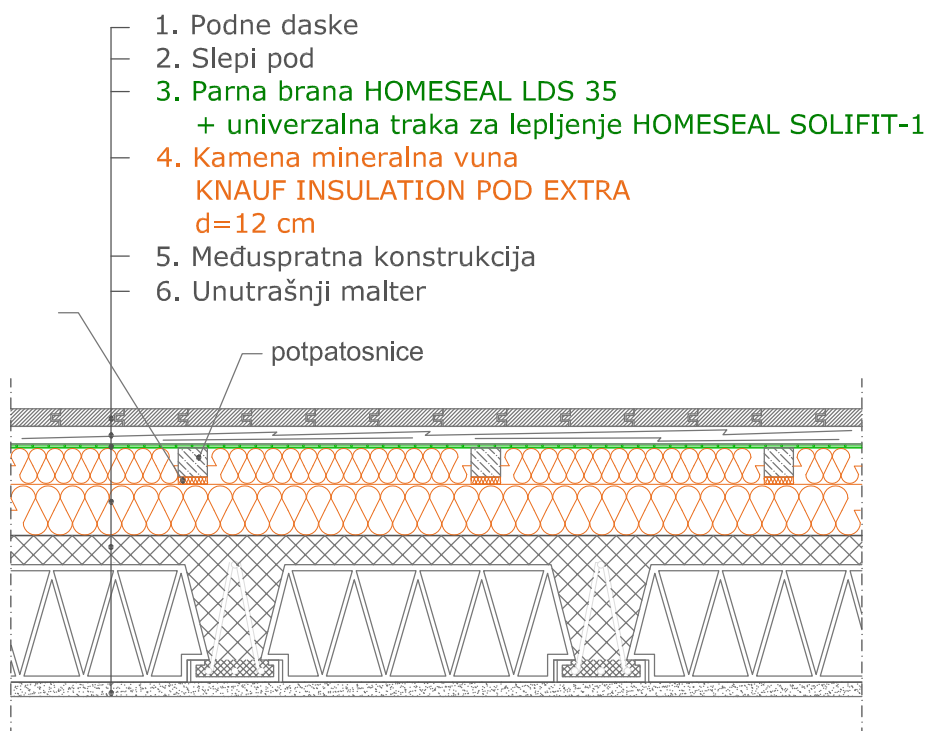 1. Podne daske
2. Slepi pod
3. Parna brana HOMESEAL LDS 35
+ univerzalna traka za lepljenje HOMESEAL SOLIFIT-1
4. Kamena mineralna vuna
KNAUF INSULATION POD EXTRA
d=12 cm
5. Međuspratna konstrukcija
6. Unutrašnji malter
potpatosnice